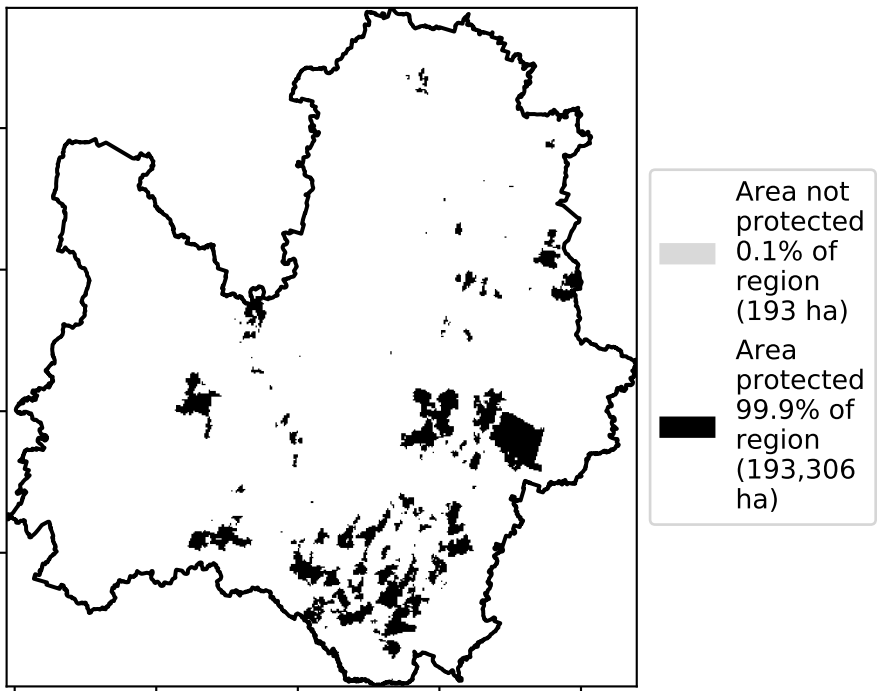 Area not
protected
0.1% of
region
(193 ha)
Area
protected
99.9% of
region
(193,306
ha)